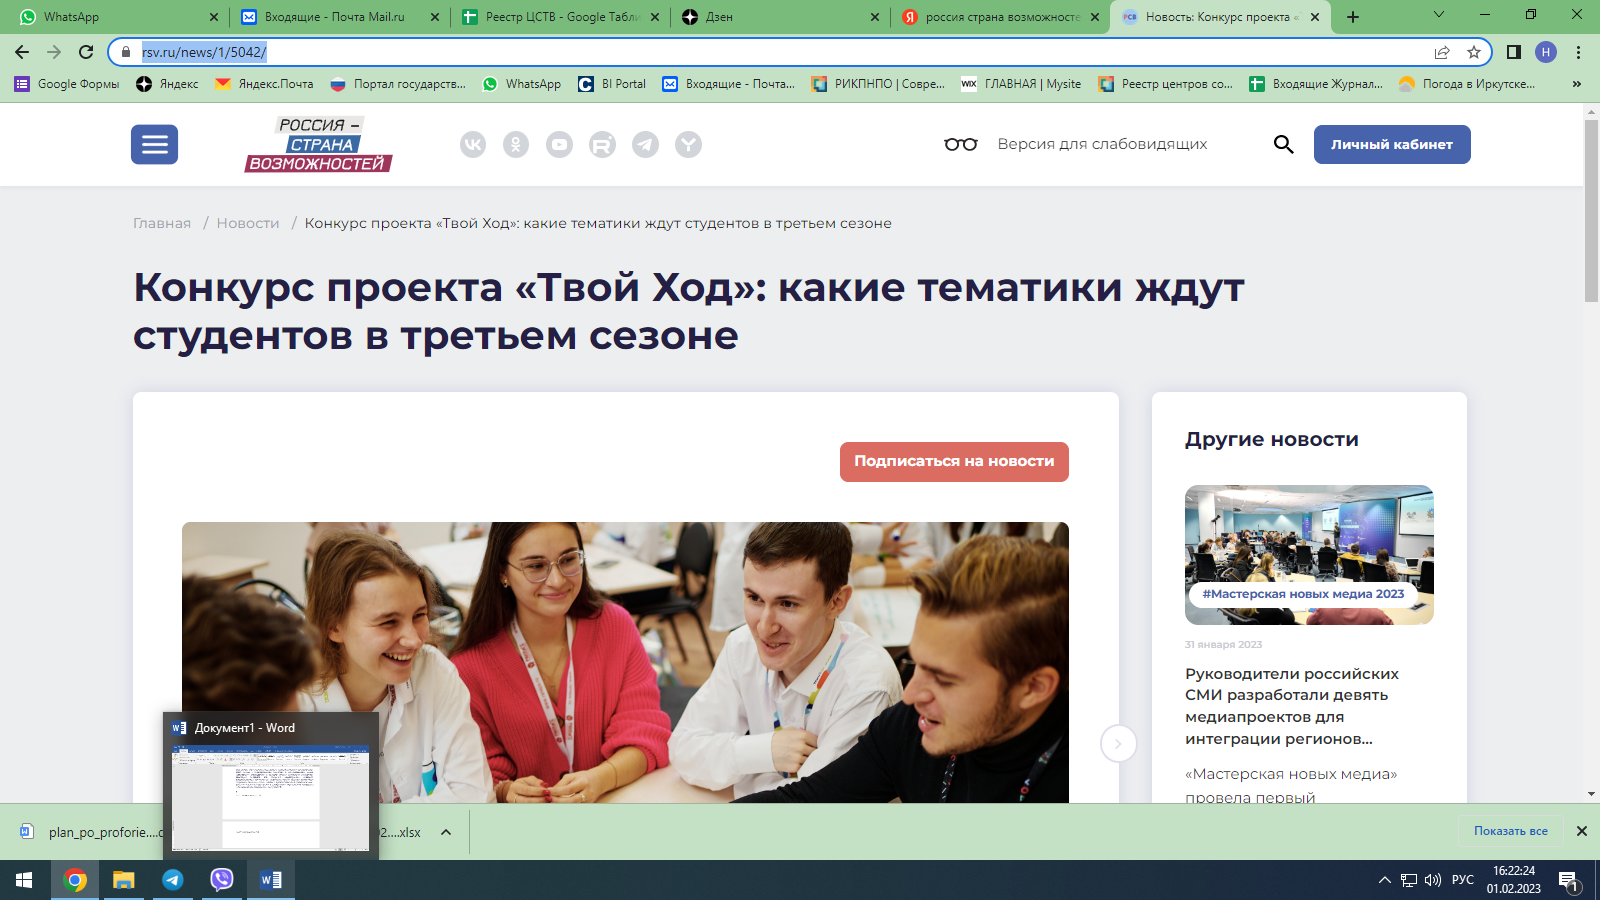 WhatsApp
Входящие - Почта Mail.ru
Реестр ЦСТВ - Google Табли
Дзен
россия страна возможносте
Новость: Конкурс проекта «
rsv.ru/news/1/5042/
Н
Google Формы
Яндекс
Яндекс.Почта
Портал государств...
WhatsApp
BI Portal
Входящие - Почта...
РИКПНПО | Совре...
WIX
ГЛАВНАЯ | Mysite
Реестр центров со...
Входящие Журнал...
Погода в Иркутске...
»
РОССИЯ –
СТРАНА
ВОЗМОЖНОСТЕЙ
Версия для слабовидящих
Личный кабинет
Главная / Новости / Конкурс проекта «Твой Ход»: какие тематики ждут студентов в третьем сезоне
Конкурс проекта «Твой Ход»: какие тематики ждут
студентов в третьем сезоне
Подписаться на новости
Другие новости
#Мастерская новых медиа 2023
31 января 2023
Руководители российских
СМИ разработали девять
медиапроектов для
интеграции регионов...
«Мастерская новых медиа»
провела первый
Документ1 - Word
plan_po_proforie....
02....xlsx
Показать все
РУС
16:22:24
01.02.2023
1